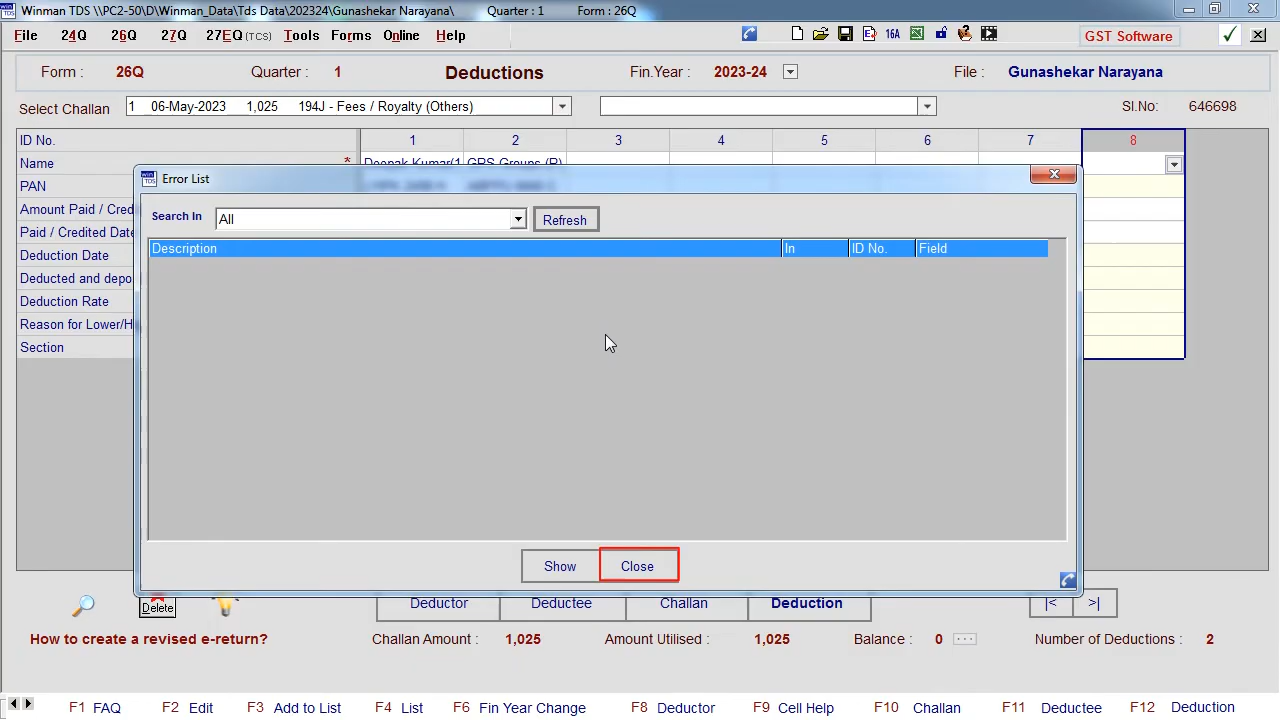 Winman TDS \\PC2-50\D\Winman_Data\Tds Data\202324\Gunashekar Narayana\ Quarter : 1 Form : 26Q
File 24Q 26Q 27Q 27EQ (TCS) Tools Forms Online Help 16A GST Software
Form : 26Q Quarter : 1 Deductions Fin.Year : 2023-24 File : Gunashekar Narayana
Select Challan 1 06-May-2023 1,025 194J - Fees / Royalty (Others) Sl.No: 646698
ID No. 1 2 3 4 5 6 7 8
Name * Deepak Kumar(1 GRS Groups (P)
PAN
Amount Paid / Cred
Paid / Credited Date
Deduction Date
Deducted and depo
Deduction Rate
Reason for Lower/H
Section
Error List
Search In All Refresh
Description In ID No. Field
Show Close
Delete Deductor Deductee Challan Deduction |< >|
How to create a revised e-return? Challan Amount : 1,025 Amount Utilised : 1,025 Balance : 0 ... Number of Deductions : 2
F1 FAQ F2 Edit F3 Add to List F4 List F6 Fin Year Change F8 Deductor F9 Cell Help F10 Challan F11 Deductee F12 Deduction